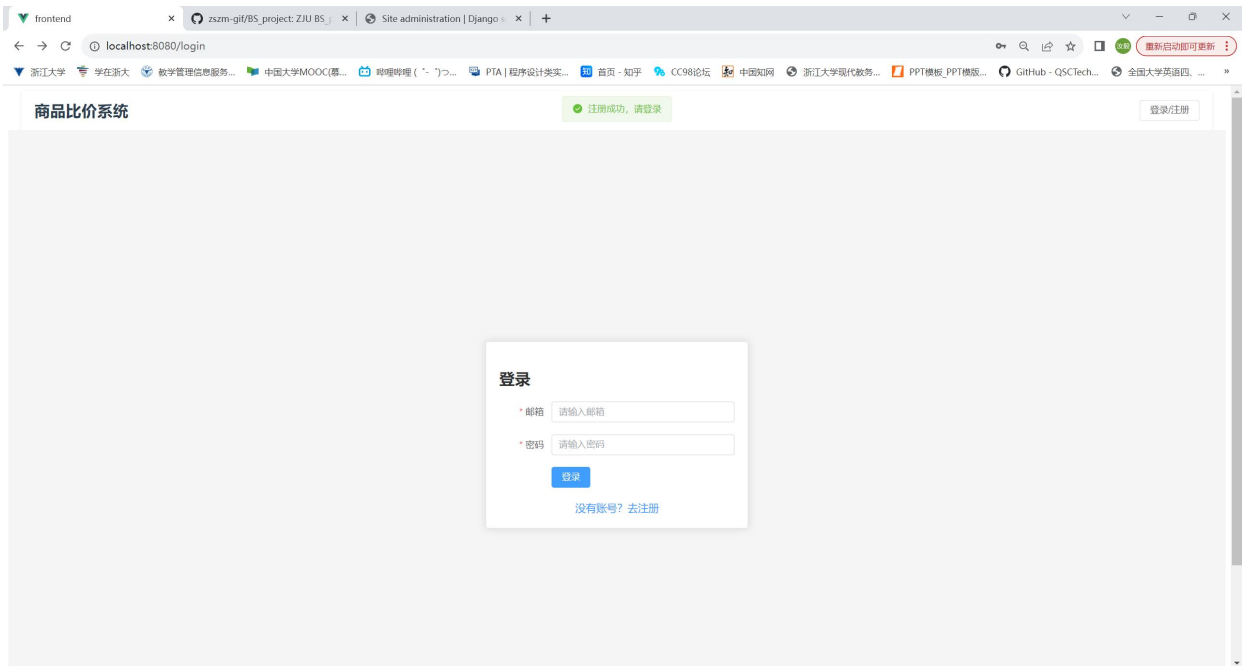 frontend
zszm-gif/BS_project: ZJU BS_p
Site administration | Django s
localhost:8080/login
重新启动即可更新
浙江大学
学在浙大
教学管理信息服务...
中国大学MOOC(慕...
哔哩哔哩 ( ゜- ゜)つ...
PTA | 程序设计类实...
知 首页 - 知乎
CC98论坛
中国知网
浙江大学现代教务...
PPT模板_PPT模版...
GitHub - QSCTech...
全国大学英语四、...
»
商品比价系统
注册成功，请登录
登录/注册
登录
* 邮箱 请输入邮箱
* 密码 请输入密码
登录
没有账号？去注册